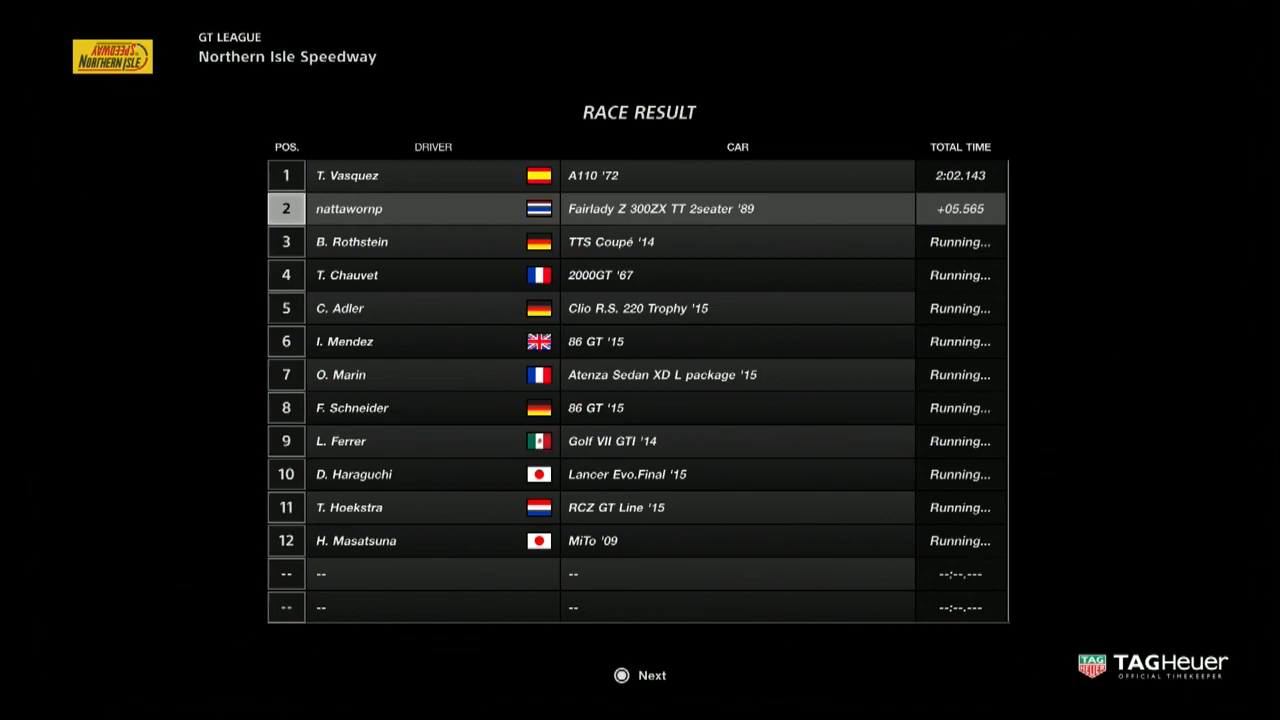 GT LEAGUE
Northern Isle Speedway
SPEEDWAY
NORTHERN ISLE
RACE RESULT
POS. DRIVER CAR TOTAL TIME
1 T. Vasquez A110 '72 2:02.143
2 nattawornp Fairlady Z 300ZX TT 2seater '89 +05.565
3 B. Rothstein TTS Coupé '14 Running...
4 T. Chauvet 2000GT '67 Running...
5 C. Adler Clio R.S. 220 Trophy '15 Running...
6 I. Mendez 86 GT '15 Running...
7 O. Marin Atenza Sedan XD L package '15 Running...
8 F. Schneider 86 GT '15 Running...
9 L. Ferrer Golf VII GTI '14 Running...
10 D. Haraguchi Lancer Evo.Final '15 Running...
11 T. Hoekstra RCZ GT Line '15 Running...
12 H. Masatsuna MiTo '09 Running...
-- -- -- --:--.---
-- -- -- --:--.---
Next
TAG HEUER
TAGHeuer
OFFICIAL TIMEKEEPER